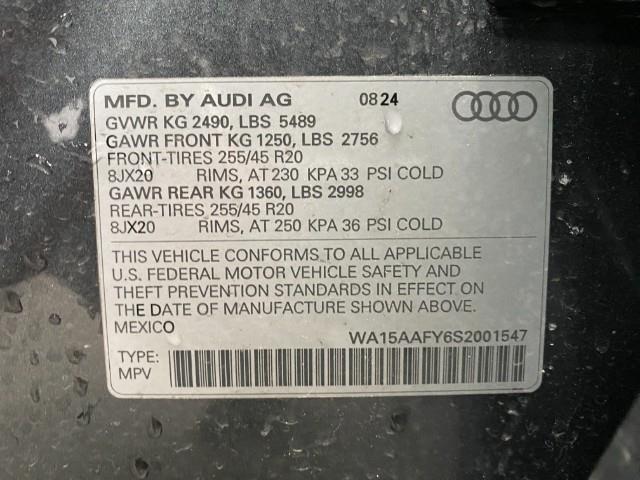 MFD. BY AUDI AG 0824
GVWR KG 2490, LBS 5489
GAWR FRONT KG 1250, LBS 2756
FRONT-TIRES 255/45 R20
8JX20 RIMS, AT 230 KPA 33 PSI COLD
GAWR REAR KG 1360, LBS 2998
REAR-TIRES 255/45 R20
8JX20 RIMS, AT 250 KPA 36 PSI COLD
THIS VEHICLE CONFORMS TO ALL APPLICABLE
U.S. FEDERAL MOTOR VEHICLE SAFETY AND
THEFT PREVENTION STANDARDS IN EFFECT ON
THE DATE OF MANUFACTURE SHOWN ABOVE.
MEXICO WA15AAFY6S2001547
TYPE:
MPV